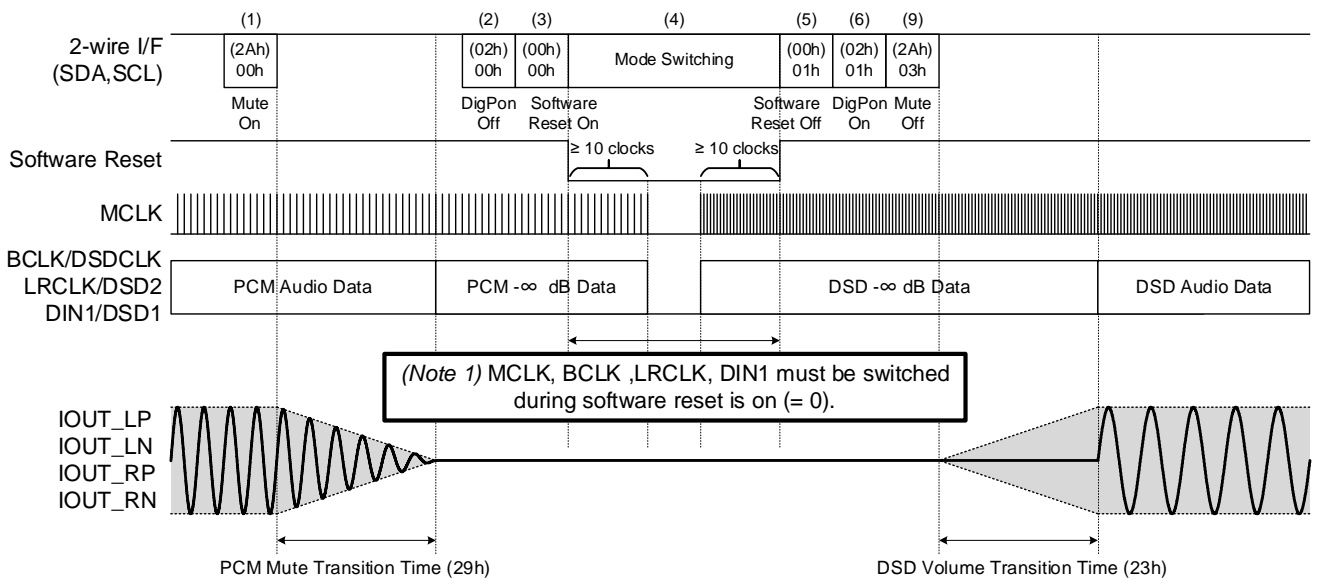 (1) (2) (3) (4) (5) (6) (9)
2-wire I/F
(SDA,SCL)
(2Ah)
00h
(02h)
00h
(00h)
00h
Mode Switching
(00h)
01h
(02h)
01h
(2Ah)
03h
Mute
On
DigPon
Off
Software
Reset On
Software
Reset Off
DigPon
On
Mute
Off
Software Reset
≥ 10 clocks
≥ 10 clocks
MCLK
BCLK/DSDCLK
LRCLK/DSD2
DIN1/DSD1
PCM Audio Data
PCM -∞ dB Data
DSD -∞ dB Data
DSD Audio Data
(Note 1) MCLK, BCLK ,LRCLK, DIN1 must be switched
during software reset is on (= 0).
IOUT_LP
IOUT_LN
IOUT_RP
IOUT_RN
PCM Mute Transition Time (29h)
DSD Volume Transition Time (23h)